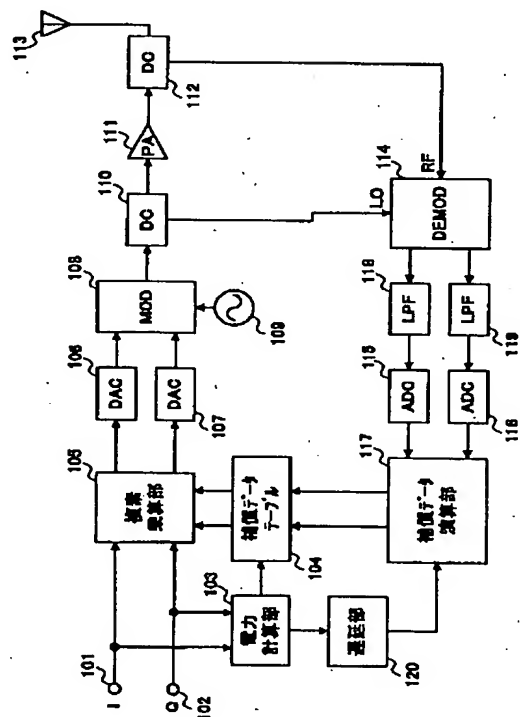 101
I
102
Q
103
電力
計算部
104
補償データ
テーブル
105
複素
乗算部
106
DAC
107
DAC
108
MOD
109
110
DC
111
PA
112
DC
113
LO
RF
114
DEMOD
118
LPF
119
LPF
115
ADC
116
ADC
117
補償データ
演算部
遅延部
120